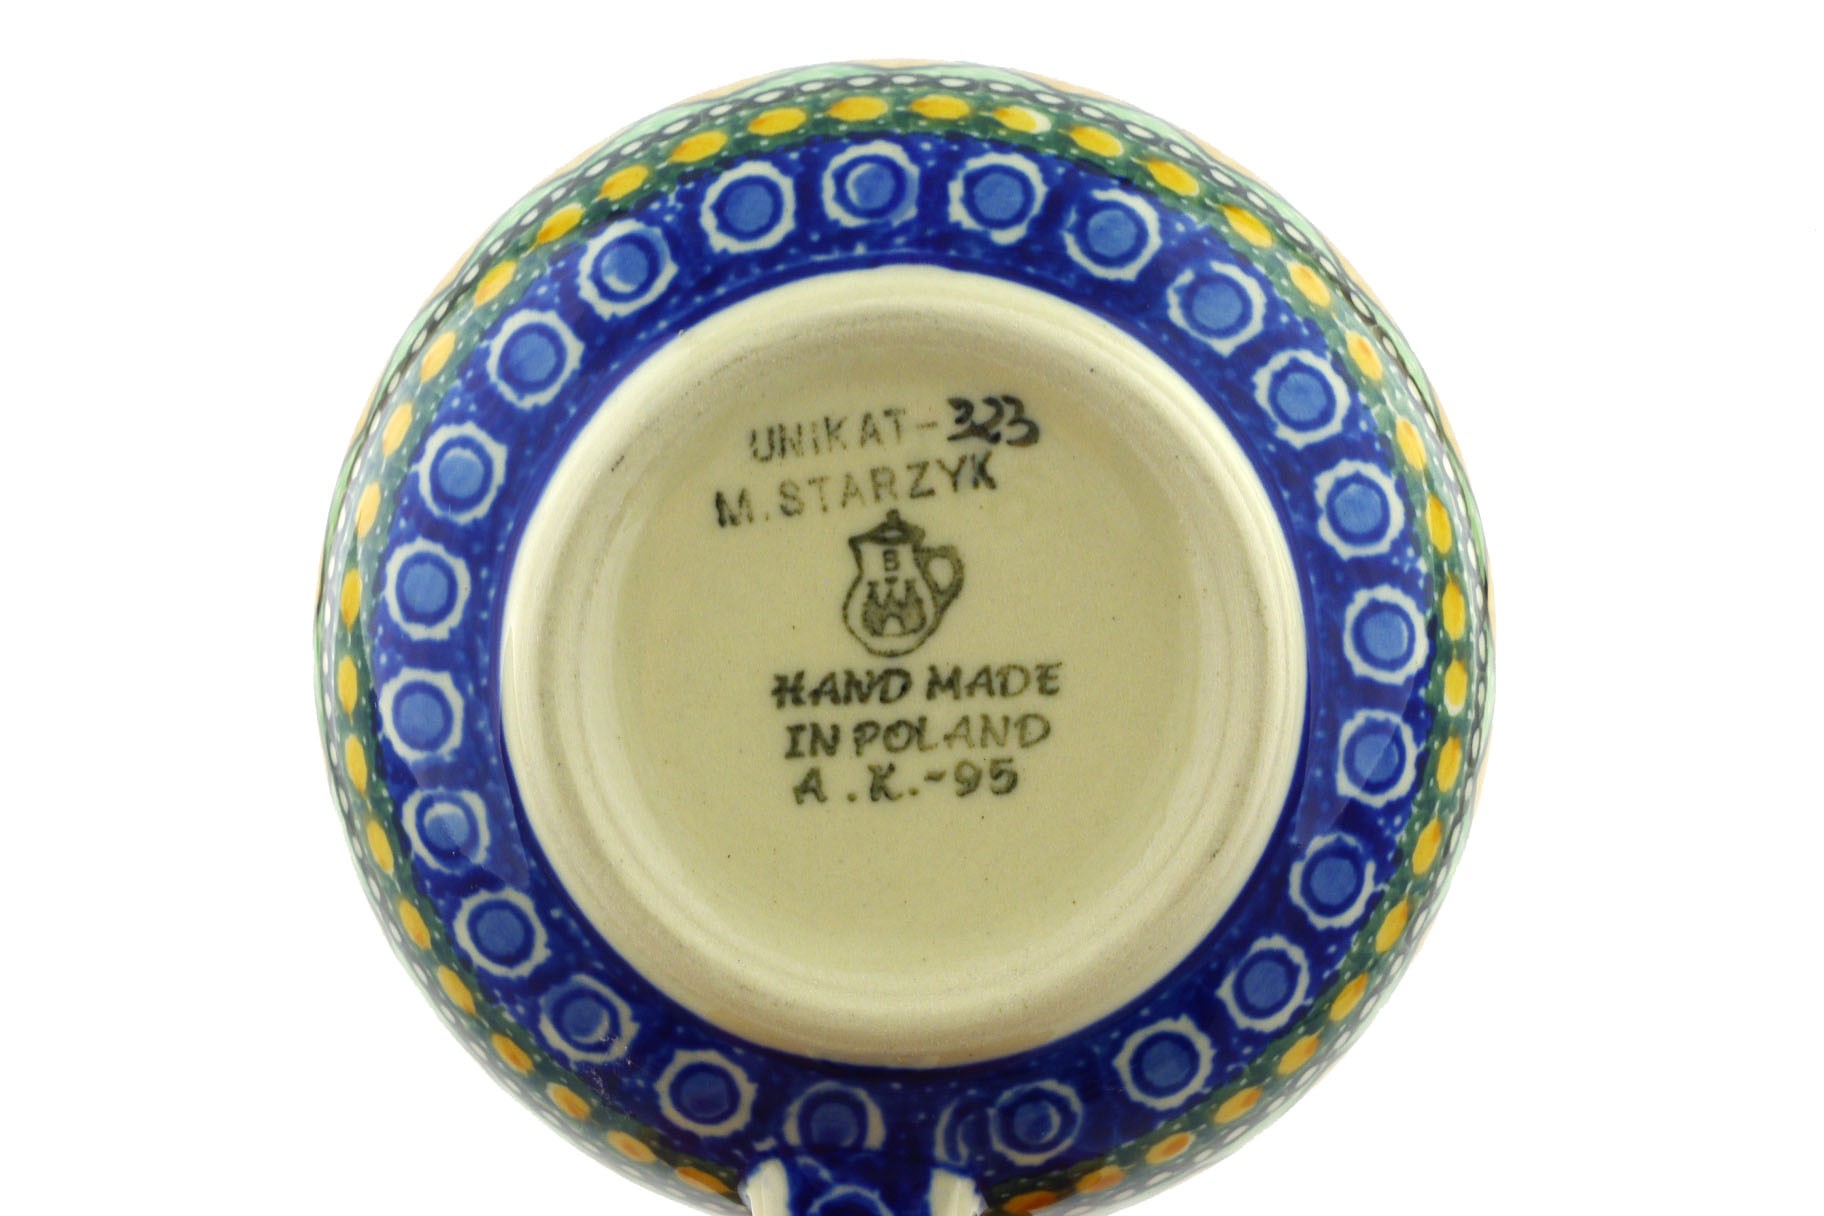 UNIKAT-323
M.STARZYK
B
HAND MADE
IN POLAND
A.K.-95